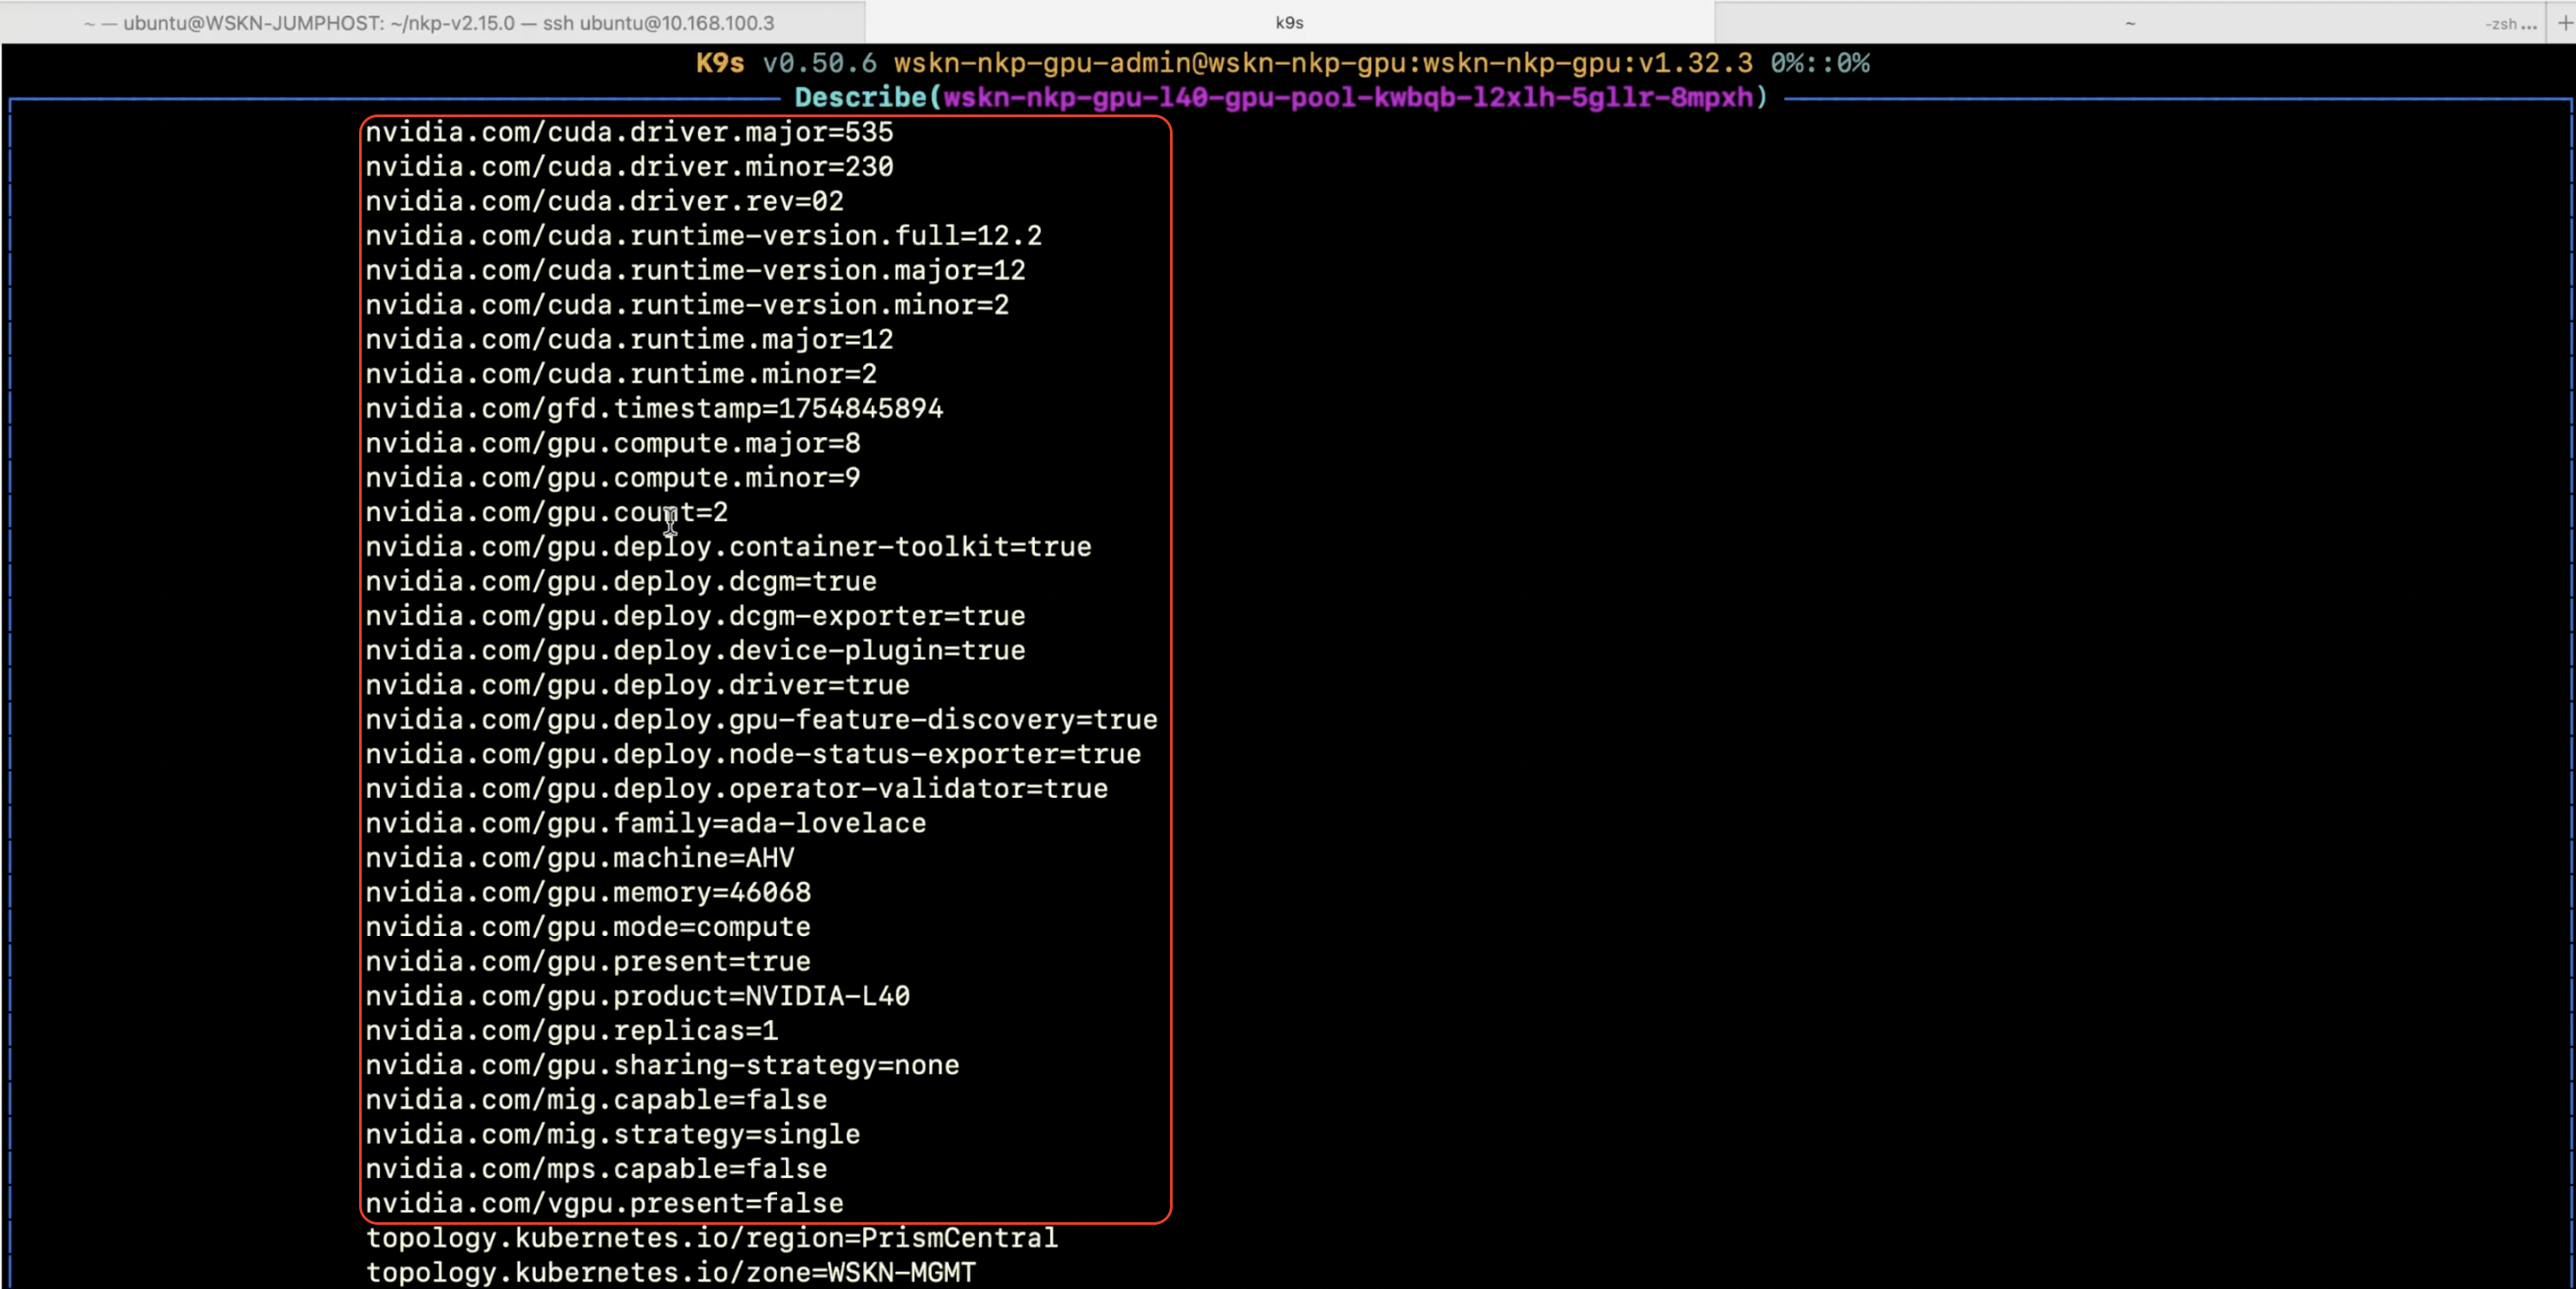 ~ — ubuntu@WSKN-JUMPHOST: ~/nkp-v2.15.0 — ssh ubuntu@10.168.100.3
k9s
~
-zsh ...
+
K9s v0.50.6 wskn-nkp-gpu-admin@wskn-nkp-gpu:wskn-nkp-gpu:v1.32.3 0%::0%
Describe(wskn-nkp-gpu-l40-gpu-pool-kwbqb-l2xlh-5gllr-8mpxh)
nvidia.com/cuda.driver.major=535
nvidia.com/cuda.driver.minor=230
nvidia.com/cuda.driver.rev=02
nvidia.com/cuda.runtime-version.full=12.2
nvidia.com/cuda.runtime-version.major=12
nvidia.com/cuda.runtime-version.minor=2
nvidia.com/cuda.runtime.major=12
nvidia.com/cuda.runtime.minor=2
nvidia.com/gfd.timestamp=1754845894
nvidia.com/gpu.compute.major=8
nvidia.com/gpu.compute.minor=9
nvidia.com/gpu.count=2
nvidia.com/gpu.deploy.container-toolkit=true
nvidia.com/gpu.deploy.dcgm=true
nvidia.com/gpu.deploy.dcgm-exporter=true
nvidia.com/gpu.deploy.device-plugin=true
nvidia.com/gpu.deploy.driver=true
nvidia.com/gpu.deploy.gpu-feature-discovery=true
nvidia.com/gpu.deploy.node-status-exporter=true
nvidia.com/gpu.deploy.operator-validator=true
nvidia.com/gpu.family=ada-lovelace
nvidia.com/gpu.machine=AHV
nvidia.com/gpu.memory=46068
nvidia.com/gpu.mode=compute
nvidia.com/gpu.present=true
nvidia.com/gpu.product=NVIDIA-L40
nvidia.com/gpu.replicas=1
nvidia.com/gpu.sharing-strategy=none
nvidia.com/mig.capable=false
nvidia.com/mig.strategy=single
nvidia.com/mps.capable=false
nvidia.com/vgpu.present=false
topology.kubernetes.io/region=PrismCentral
topology.kubernetes.io/zone=WSKN-MGMT